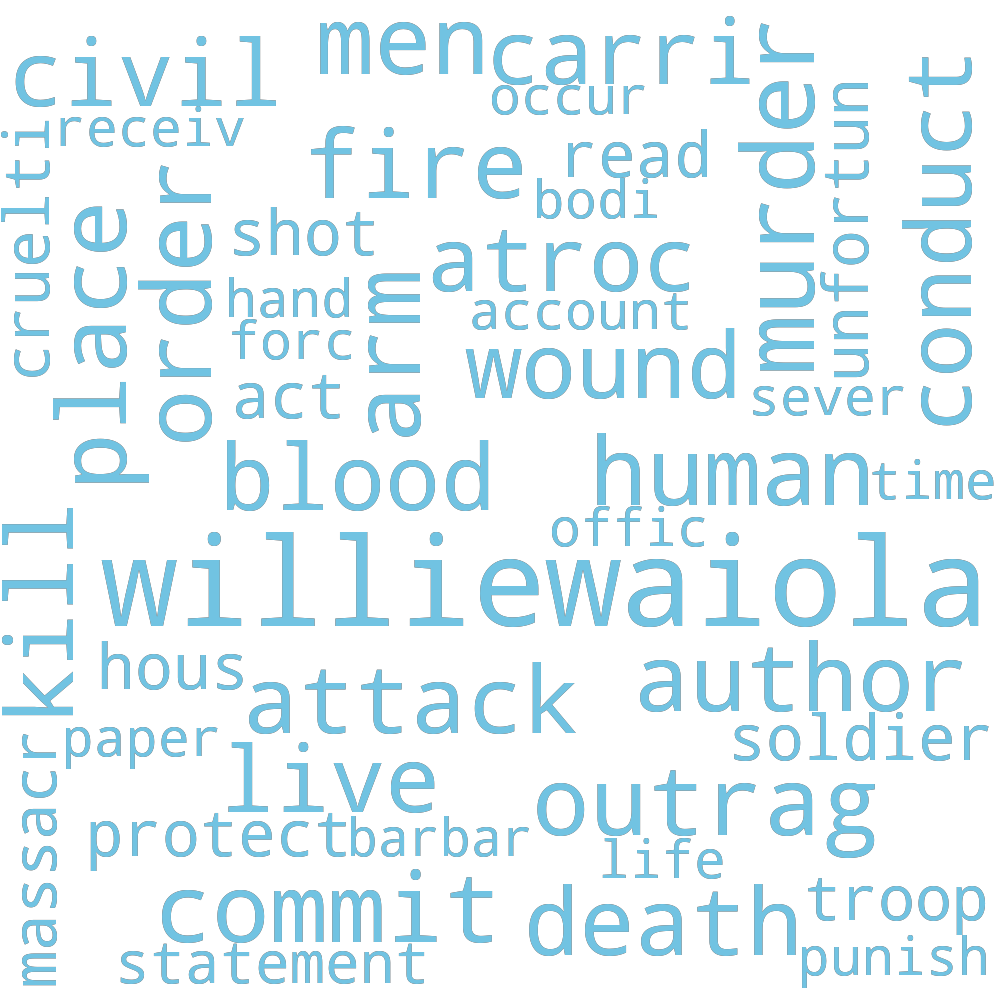 civil
men
carri
murder
conduct
receiv
occur
cruelti
fire
read
unfortun
bodi
place
order
shot
atroc
hand
arm
account
forc
wound
act
sever
blood
human
time
offic
kill
williewaiola
hous
attack
author
paper
soldier
massacr
live
outrag
protect
barbar
life
commit
death
troop
statement
punish